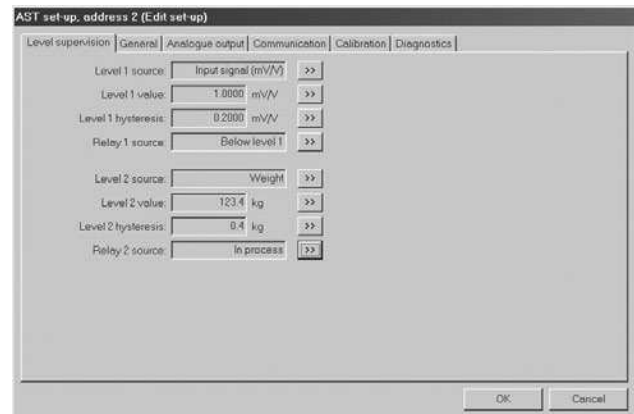 AST set-up, address 2 (Edit set-up)
Level supervision General Analogue output Communication Calibration Diagnostics
Level 1 source: Input signal (mV/V) >>
Level 1 value: 1.0000 mV/V >>
Level 1 hysteresis: 0.2000 mV/V >>
Relay 1 source: Below level 1 >>
Level 2 source: Weight >>
Level 2 value: 123.4 kg >>
Level 2 hysteresis: 0.4 kg >>
Relay 2 source: In process >>
OK Cancel